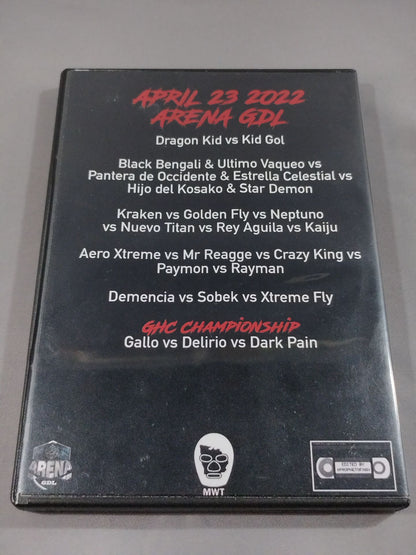 APRIL 23 2022
ARENA GDL
Dragon Kid vs Kid Gol
Black Bengali & Ultimo Vaqueo vs
Pantera de Occidente & Estrella Celestial vs
Hijo del Kosako & Star Demon
Kraken vs Golden Fly vs Neptuno
vs Nuevo Titan vs Rey Aguila vs Kaiju
Aero Xtreme vs Mr Reagge vs Crazy King vs
Paymon vs Rayman
Demencia vs Sobek vs Xtreme Fly
GHC CHAMPIONSHIP
Gallo vs Delirio vs Dark Pain
ARENA
GDL
MWT
EDITED BY